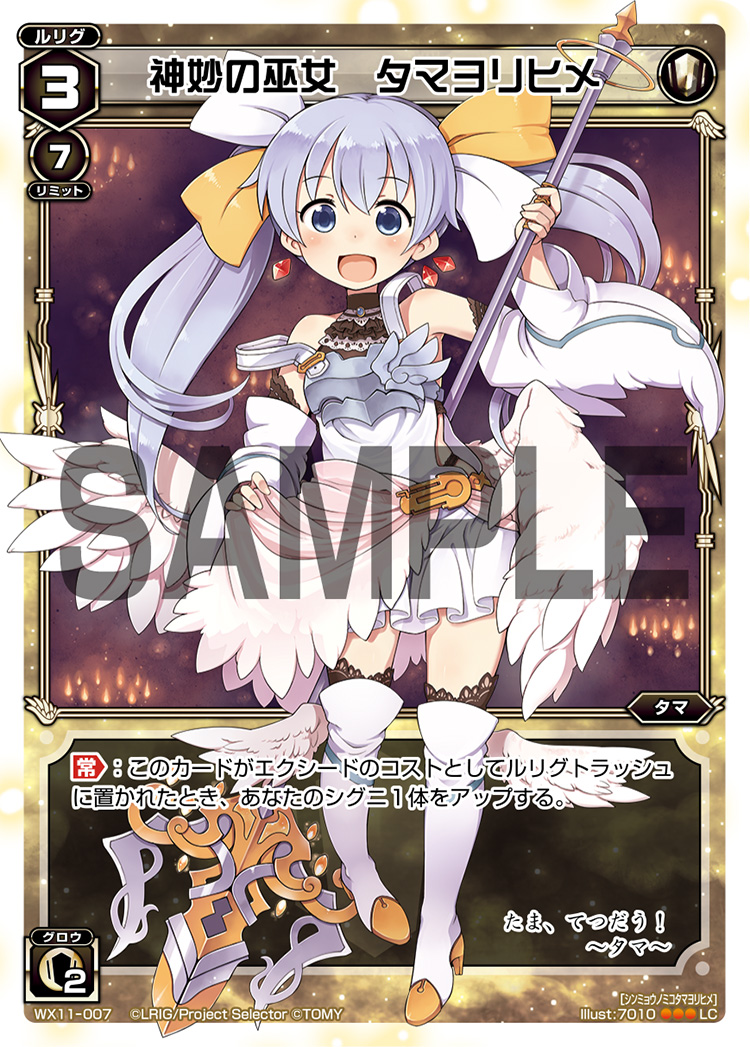 ルリグ
3
神妙の巫女 タマヨリヒメ
7
リミット
SAMPLE
タマ
常:このカードがエクシードのコストとしてルリグトラッシュ
に置かれたとき、あなたのシグニ1体をアップする。
たま、てつだう!
~タマ~
グロウ
2
[シンミョウノミコタマヨリヒメ]
WX11-007 ©LRIG/Project Selector ©TOMY Illust:7010 LC